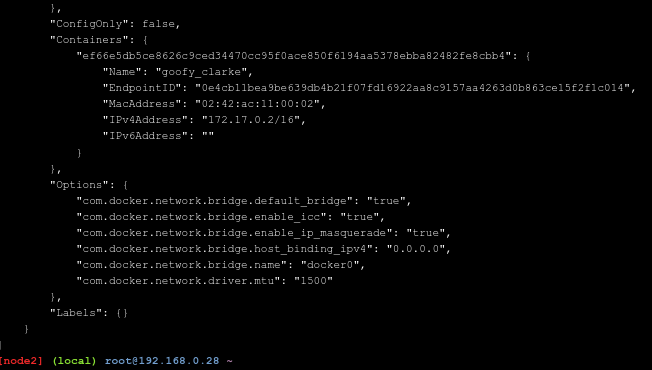 },
        "ConfigOnly": false,
        "Containers": {
            "ef66e5db5ce8626c9ced34470cc95f0ace850f6194aa5378ebba82482fe8cbb4": {
                "Name": "goofy_clarke",
                "EndpointID": "0e4cb11bea9be639db4b21f07fd16922aa8c9157aa4263d0b863ce15f2f1c014",
                "MacAddress": "02:42:ac:11:00:02",
                "IPv4Address": "172.17.0.2/16",
                "IPv6Address": ""
            }
        },
        "Options": {
            "com.docker.network.bridge.default_bridge": "true",
            "com.docker.network.bridge.enable_icc": "true",
            "com.docker.network.bridge.enable_ip_masquerade": "true",
            "com.docker.network.bridge.host_binding_ipv4": "0.0.0.0",
            "com.docker.network.bridge.name": "docker0",
            "com.docker.network.driver.mtu": "1500"
        },
        "Labels": {}
    }
]
[node2] (local) root@192.168.0.28 ~